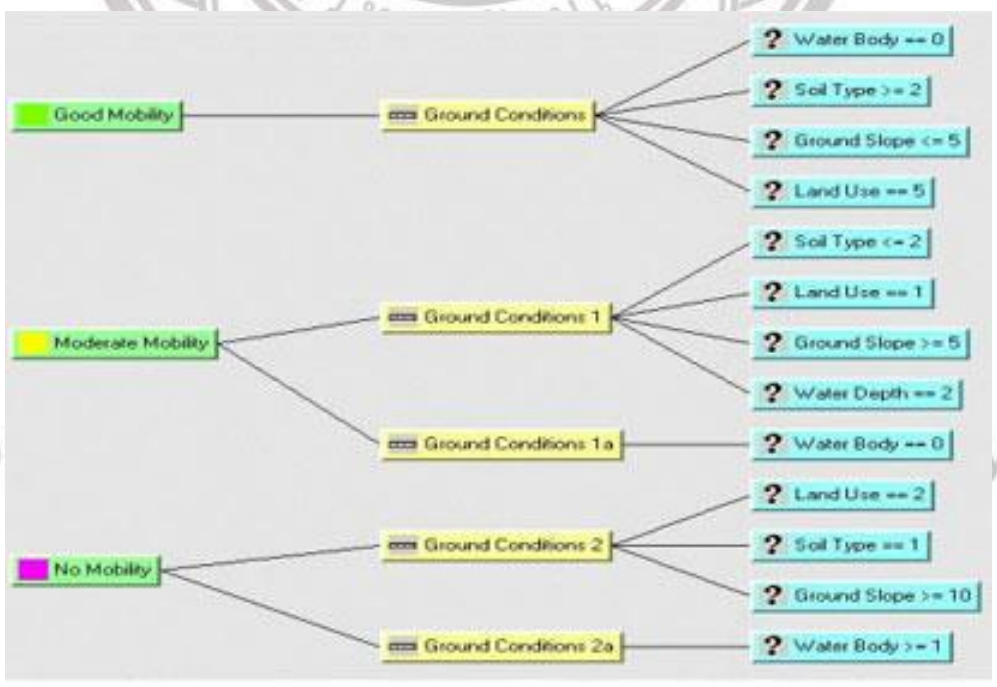 Good Mobility
Ground Conditions
? Water Body == 0
? Soil Type >= 2
? Ground Slope <= 5
? Land Use == 5
Moderate Mobility
Ground Conditions 1
? Soil Type <= 2
? Land Use == 1
? Ground Slope >= 5
? Water Depth == 2
Ground Conditions 1a
? Water Body == 0
No Mobility
Ground Conditions 2
? Land Use == 2
? Soil Type == 1
? Ground Slope >= 10
Ground Conditions 2a
? Water Body >= 1